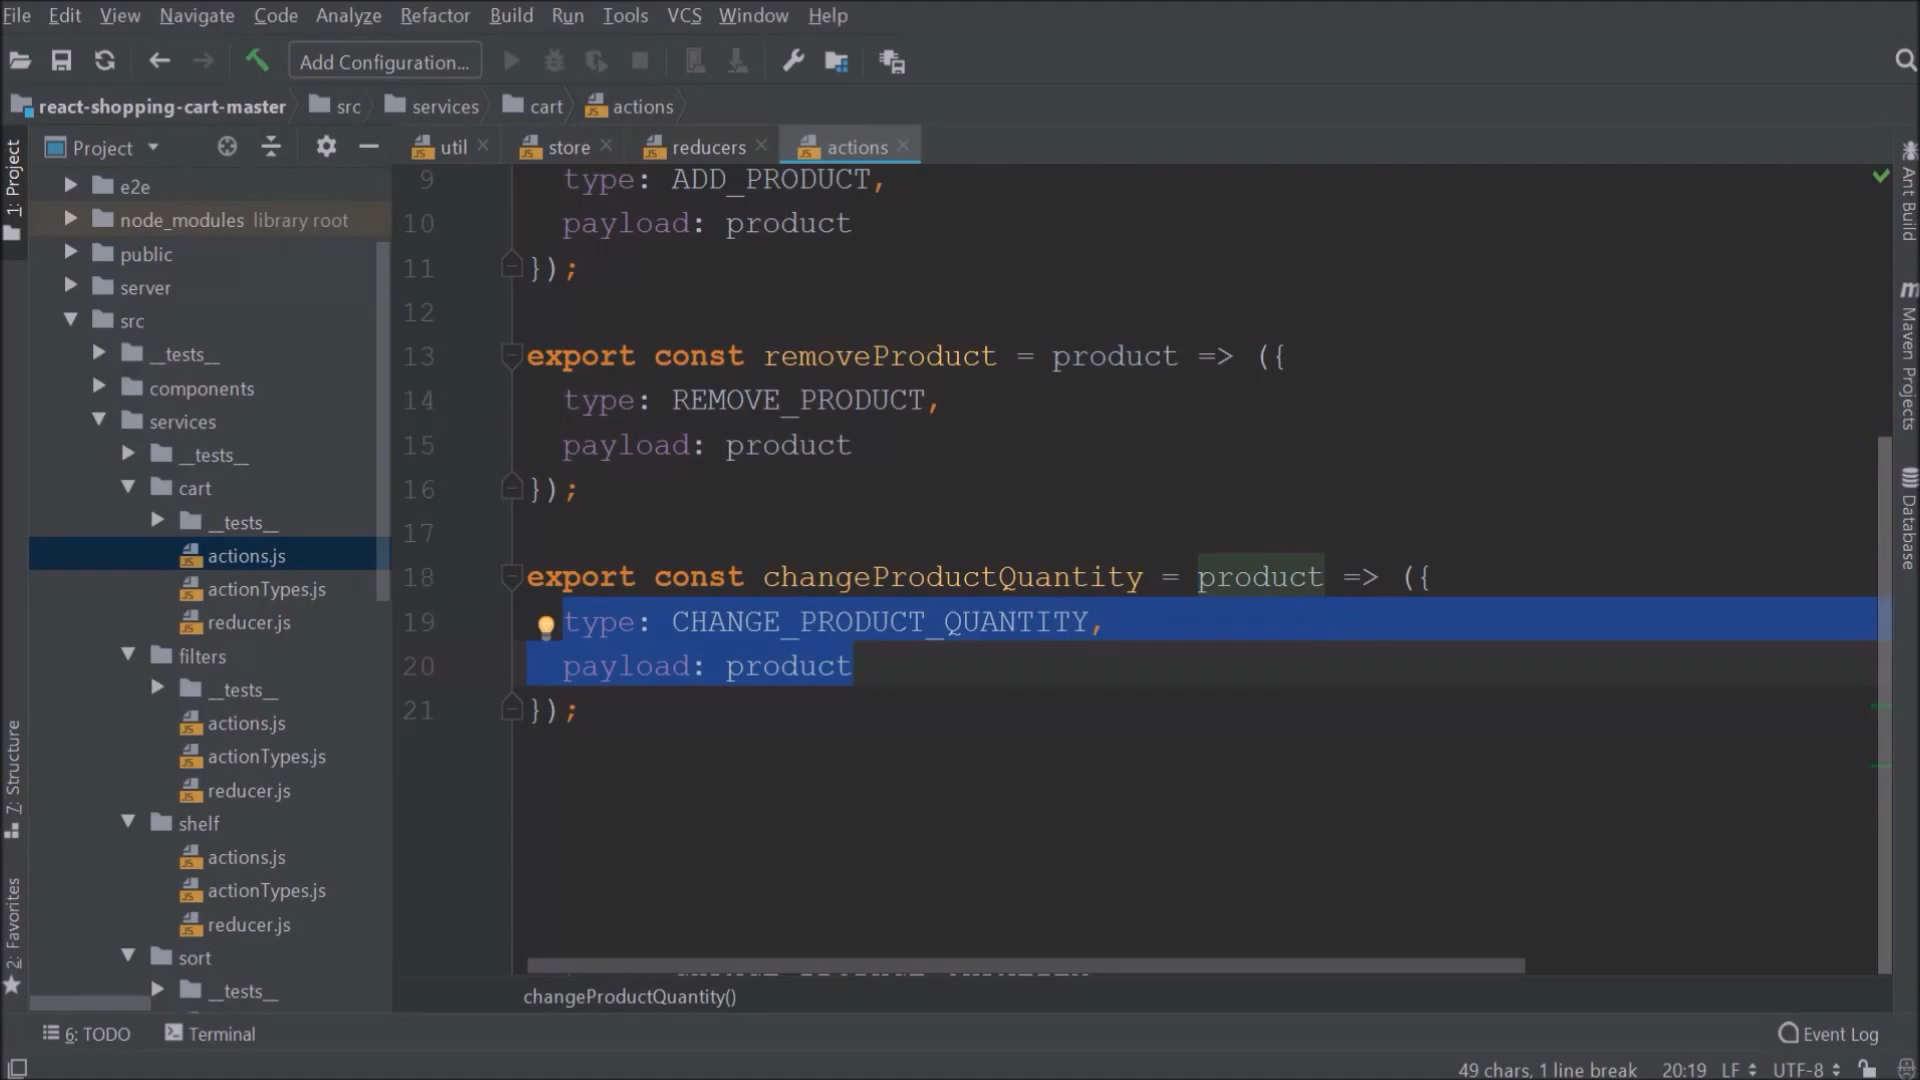 File Edit View Navigate Code Analyze Refactor Build Run Tools VCS Window Help
Add Configuration...
react-shopping-cart-master src services cart actions
Project util store reducers actions
1: Project
7: Structure
2: Favorites
e2e
node_modules library root
public
server
src
__tests__
components
services
__tests__
cart
__tests__
actions.js
actionTypes.js
reducer.js
filters
__tests__
actions.js
actionTypes.js
reducer.js
shelf
actions.js
actionTypes.js
reducer.js
sort
__tests__
9 type: ADD_PRODUCT,
10 payload: product
11 });
12
13 export const removeProduct = product => ({
14 type: REMOVE_PRODUCT,
15 payload: product
16 });
17
18 export const changeProductQuantity = product => ({
19 type: CHANGE_PRODUCT_QUANTITY,
20 payload: product
21 });
changeProductQuantity()
Ant Build
Maven Projects
Database
6: TODO Terminal Event Log
49 chars, 1 line break 20:19 LF UTF-8